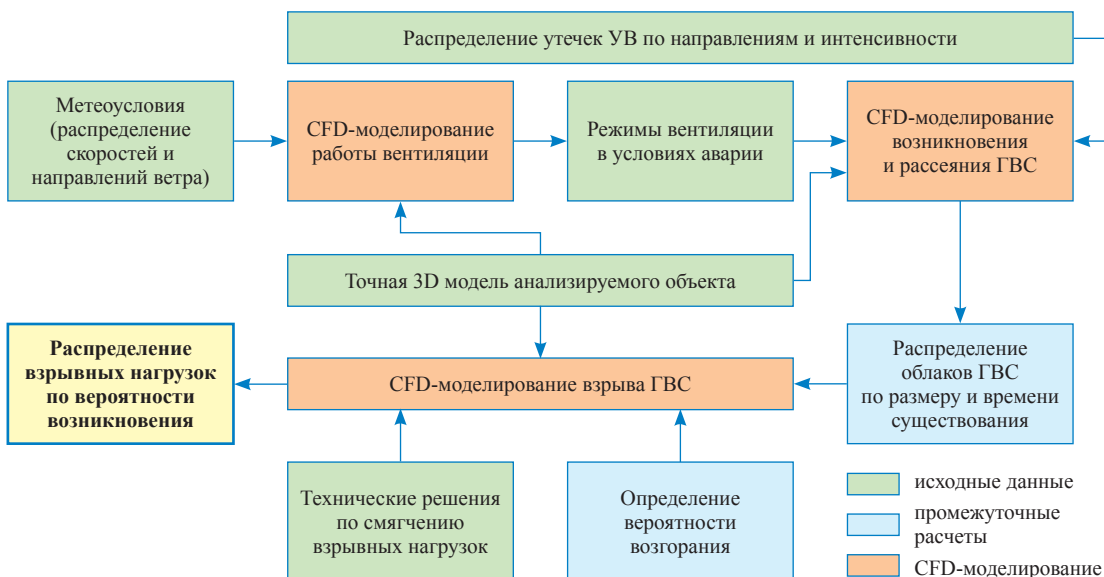 Распределение утечек УВ по направлениям и интенсивности
Метеоусловия
(распределение
скоростей и
направлений ветра)
CFD-моделирование
работы вентиляции
Режимы вентиляции
в условиях авария
CFD-моделирование
возникновения
и рассеяния ГВС
Точная 3D модель анализируемого объекта
Распределение
взрывных нагрузок
по вероятности
возникновения
CFD-моделирование взрыва ГВС
Распределение
облаков ГВС
по размеру и времени
существования
Технические решения
по смягчению
взрывных нагрузок
Определение
вероятности
возгорания
исходные данные
промежуточные
расчеты
CFD-моделирование